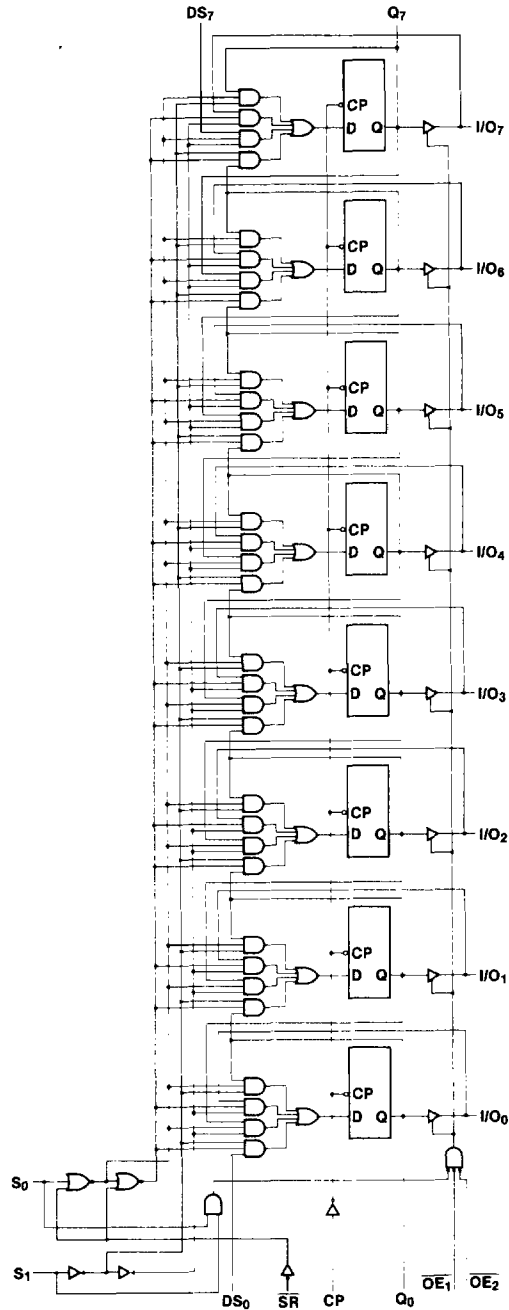 DS7 Q7
CP
D Q I/O7
CP
D Q I/O6
CP
D Q I/O5
CP
D Q I/O4
CP
D Q I/O3
CP
D Q I/O2
CP
D Q I/O1
CP
D Q I/O0
S0
S1
DS0 SR CP Q0 OE1 OE2